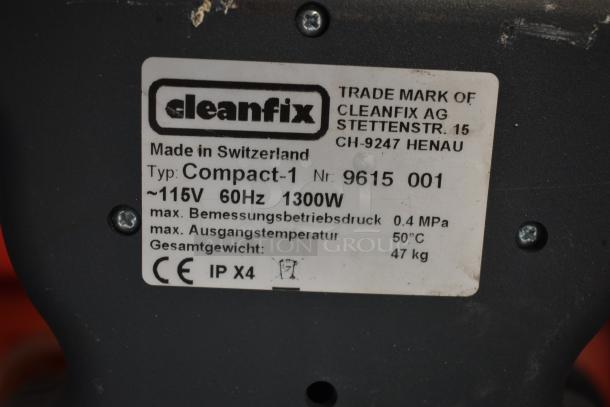 cleanfix
TRADE MARK OF
CLEANFIX AG
STETTENSTR. 15
CH-9247 HENAU
Made in Switzerland
Typ: Compact-1 Nr. 9615 001
~115V 60Hz 1300W
max. Bemessungsbetriebsdruck 0.4 MPa
max. Ausgangstemperatur 50°C
Gesamtgewicht: 47 kg
CE IP X4